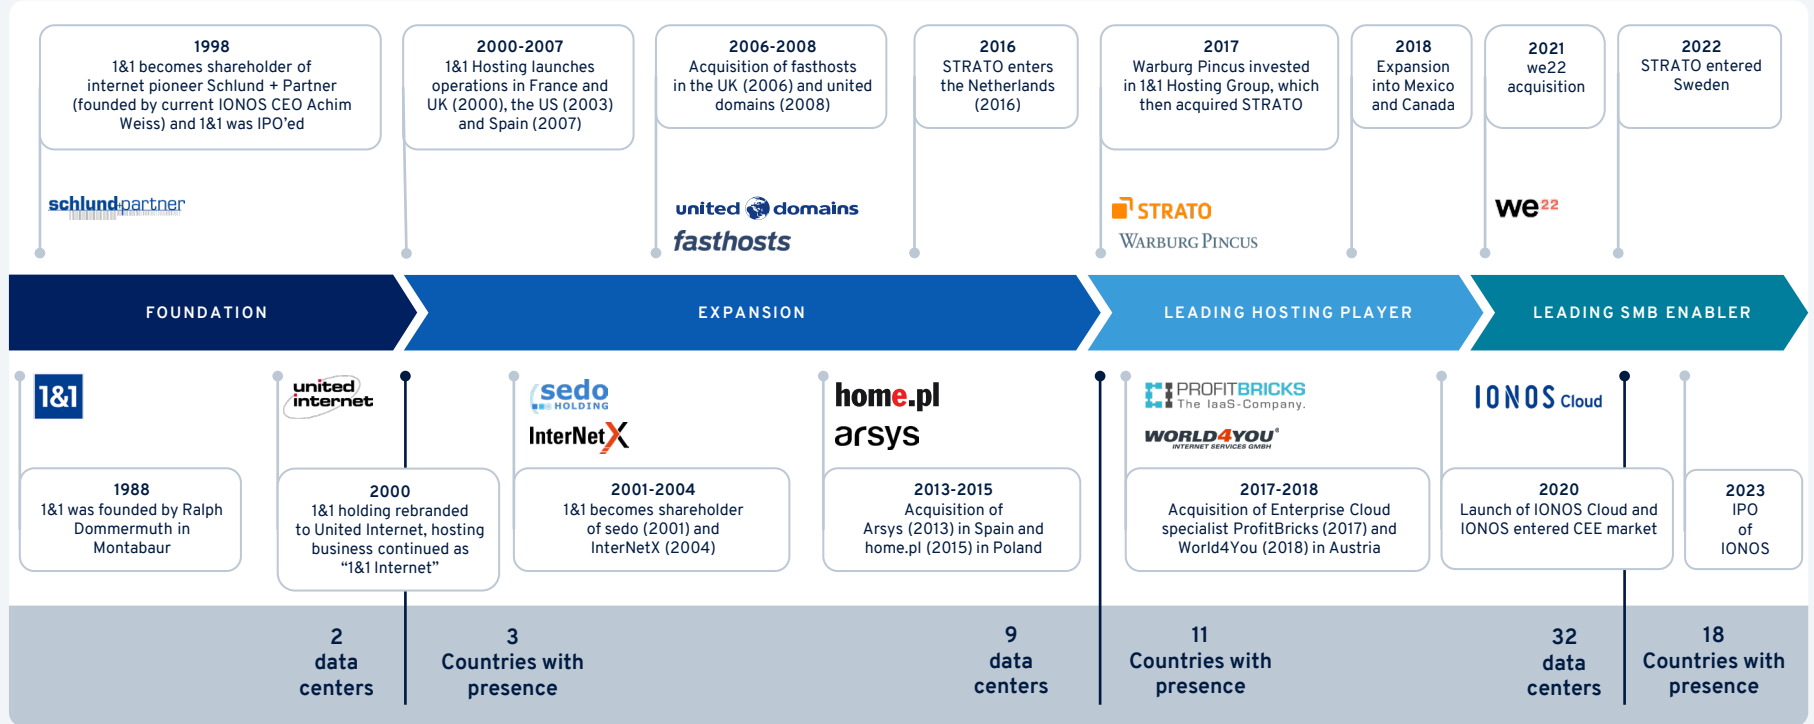 1998
1&1 becomes shareholder of
internet pioneer Schlund + Partner
(founded by current IONOS CEO Achim
Weiss) and 1&1 was IPO'ed
schlund+partner
2000-2007
1&1 Hosting launches
operations in France and
UK (2000), the US (2003)
and Spain (2007)
2006-2008
Acquisition of fasthosts
in the UK (2006) and united
domains (2008)
united domains
fasthosts
2016
STRATO enters
the Netherlands
(2016)
2017
Warburg Pincus invested
in 1&1 Hosting Group, which
then acquired STRATO
STRATO
WARBURG PINCUS
2018
Expansion
into Mexico
and Canada
2021
we22
acquisition
we22
2022
STRATO entered
Sweden
FOUNDATION
EXPANSION
LEADING HOSTING PLAYER
LEADING SMB ENABLER
1&1
1988
1&1 was founded by Ralph
Dommermuth in
Montabaur
united
internet
2000
1&1 holding rebranded
to United Internet, hosting
business continued as
“1&1 Internet”
sedo
HOLDING
InterNetX
2001-2004
1&1 becomes shareholder
of sedo (2001) and
InterNetX (2004)
home.pl
arsys
2013-2015
Acquisition of
Arsys (2013) in Spain and
home.pl (2015) in Poland
PROFITBRICKS
The IaaS-Company.
WORLD4YOU®
INTERNET SERVICES GMBH
2017-2018
Acquisition of Enterprise Cloud
specialist ProfitBricks (2017) and
World4You (2018) in Austria
IONOS Cloud
2020
Launch of IONOS Cloud and
IONOS entered CEE market
2023
IPO
of
IONOS
2
data
centers
3
Countries with
presence
9
data
centers
11
Countries with
presence
32
data
centers
18
Countries with
presence